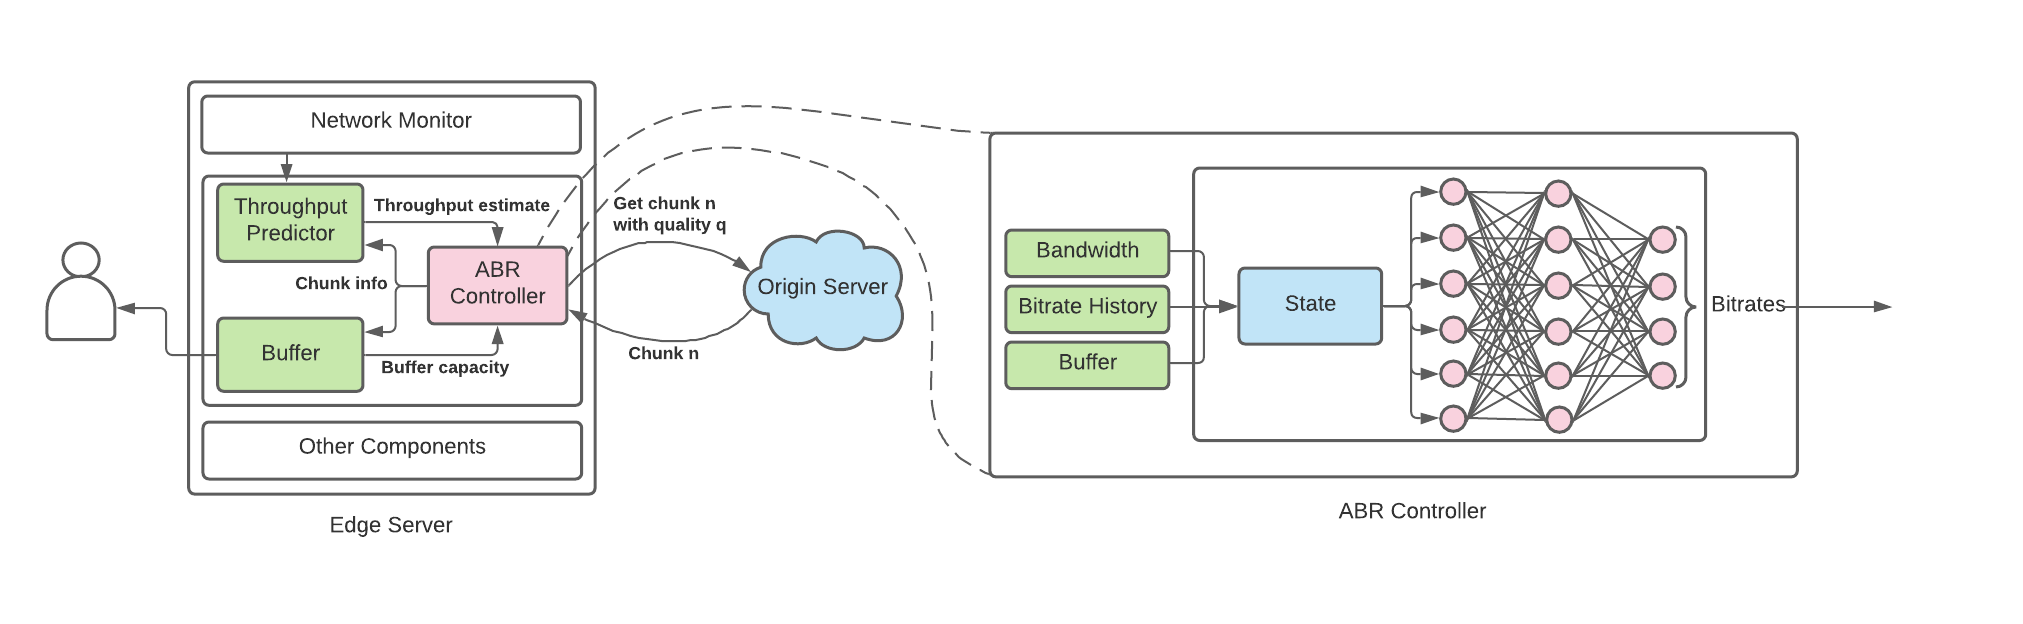 Network Monitor
Throughput
Predictor
Throughput estimate
ABR
Controller
Chunk info
Buffer
Buffer capacity
Other Components
Edge Server
Get chunk n
with quality q
Origin Server
Chunk n
Bandwidth
Bitrate History
Buffer
State
Bitrates
ABR Controller